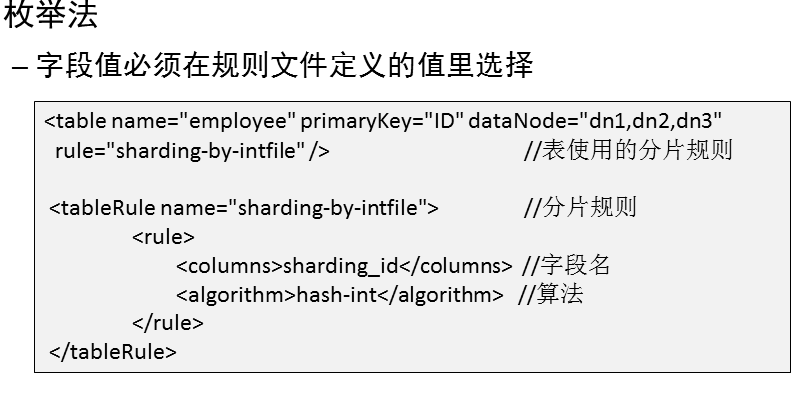 枚举法
– 字段值必须在规则文件定义的值里选择
<table name="employee" primaryKey="ID" dataNode="dn1,dn2,dn3"
rule="sharding-by-intfile" /> //表使用的分片规则
<tableRule name="sharding-by-intfile"> //分片规则
<rule>
<columns>sharding_id</columns> //字段名
<algorithm>hash-int</algorithm> //算法
</rule>
</tableRule>